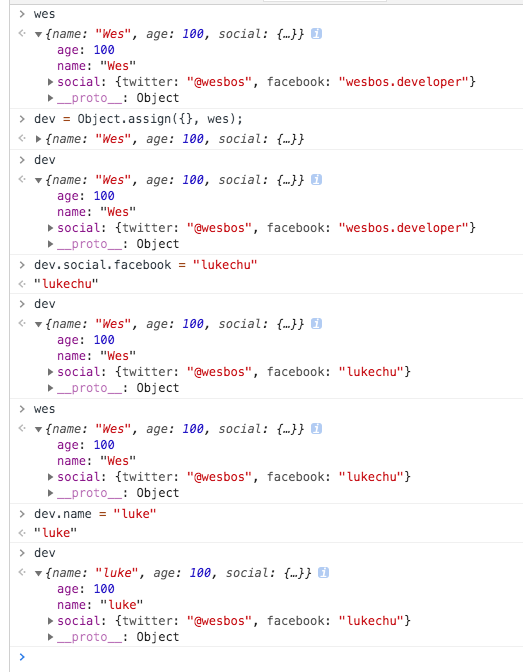 > wes
<· ▼{name: "Wes", age: 100, social: {…}} i
age: 100
name: "Wes"
▶social: {twitter: "@wesbos", facebook: "wesbos.developer"}
▶__proto__: Object
> dev = Object.assign({}, wes);
<· ▶{name: "Wes", age: 100, social: {…}}
> dev
<· ▼{name: "Wes", age: 100, social: {…}} i
age: 100
name: "Wes"
▶social: {twitter: "@wesbos", facebook: "wesbos.developer"}
▶__proto__: Object
> dev.social.facebook = "lukechu"
<· "lukechu"
> dev
<· ▼{name: "Wes", age: 100, social: {…}} i
age: 100
name: "Wes"
▶social: {twitter: "@wesbos", facebook: "lukechu"}
▶__proto__: Object
> wes
<· ▼{name: "Wes", age: 100, social: {…}} i
age: 100
name: "Wes"
▶social: {twitter: "@wesbos", facebook: "lukechu"}
▶__proto__: Object
> dev.name = "luke"
<· "luke"
> dev
<· ▼{name: "luke", age: 100, social: {…}} i
age: 100
name: "luke"
▶social: {twitter: "@wesbos", facebook: "lukechu"}
▶__proto__: Object
>